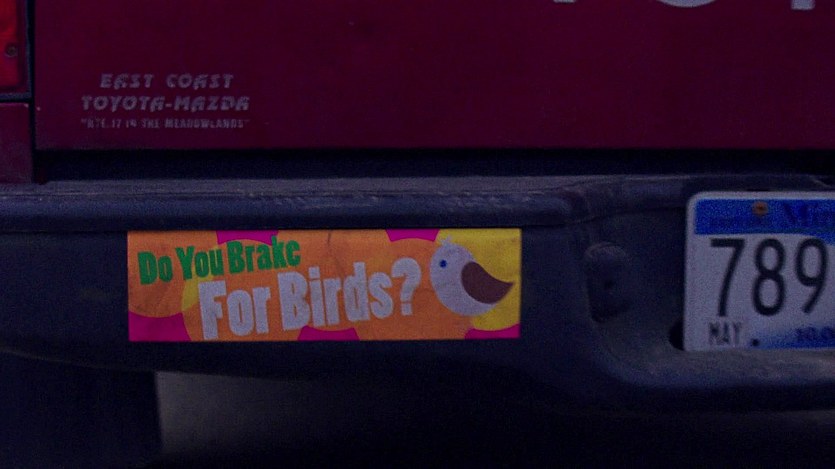 EAST COAST
TOYOTA-MAZDA
"RTE. 17 IN THE MEADOWLANDS"
Do You Brake
For Birds?
789
MAY